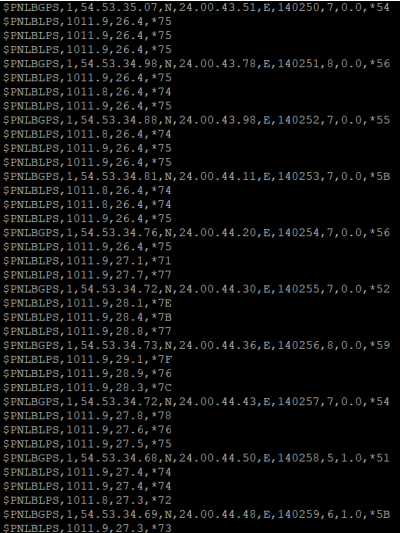 $PNLBGPS,1,54.53.35.07,N,24.00.43.51,E,140250,7,0.0,*54
$PNLBLPS,1011.9,26.4,*75
$PNLBLPS,1011.9,26.4,*75
$PNLBLPS,1011.9,26.4,*75
$PNLBGPS,1,54.53.34.98,N,24.00.43.78,E,140251,8,0.0,*56
$PNLBLPS,1011.9,26.4,*75
$PNLBLPS,1011.8,26.4,*74
$PNLBLPS,1011.9,26.4,*75
$PNLBGPS,1,54.53.34.88,N,24.00.43.98,E,140252,7,0.0,*55
$PNLBLPS,1011.8,26.4,*74
$PNLBLPS,1011.9,26.4,*75
$PNLBLPS,1011.9,26.4,*75
$PNLBGPS,1,54.53.34.81,N,24.00.44.11,E,140253,7,0.0,*5B
$PNLBLPS,1011.8,26.4,*74
$PNLBLPS,1011.8,26.4,*74
$PNLBLPS,1011.9,26.4,*75
$PNLBGPS,1,54.53.34.76,N,24.00.44.20,E,140254,7,0.0,*56
$PNLBLPS,1011.9,26.4,*75
$PNLBLPS,1011.9,27.1,*71
$PNLBLPS,1011.9,27.7,*77
$PNLBGPS,1,54.53.34.72,N,24.00.44.30,E,140255,7,0.0,*52
$PNLBLPS,1011.9,28.1,*7E
$PNLBLPS,1011.9,28.4,*7B
$PNLBLPS,1011.9,28.8,*77
$PNLBGPS,1,54.53.34.73,N,24.00.44.36,E,140256,8,0.0,*59
$PNLBLPS,1011.9,29.1,*7F
$PNLBLPS,1011.9,28.9,*76
$PNLBLPS,1011.9,28.3,*7C
$PNLBGPS,1,54.53.34.72,N,24.00.44.43,E,140257,7,0.0,*54
$PNLBLPS,1011.9,27.8,*78
$PNLBLPS,1011.9,27.6,*76
$PNLBLPS,1011.9,27.5,*75
$PNLBGPS,1,54.53.34.68,N,24.00.44.50,E,140258,5,1.0,*51
$PNLBLPS,1011.9,27.4,*74
$PNLBLPS,1011.9,27.4,*74
$PNLBLPS,1011.8,27.3,*72
$PNLBGPS,1,54.53.34.69,N,24.00.44.48,E,140259,6,1.0,*5B
$PNLBLPS,1011.9,27.3,*73